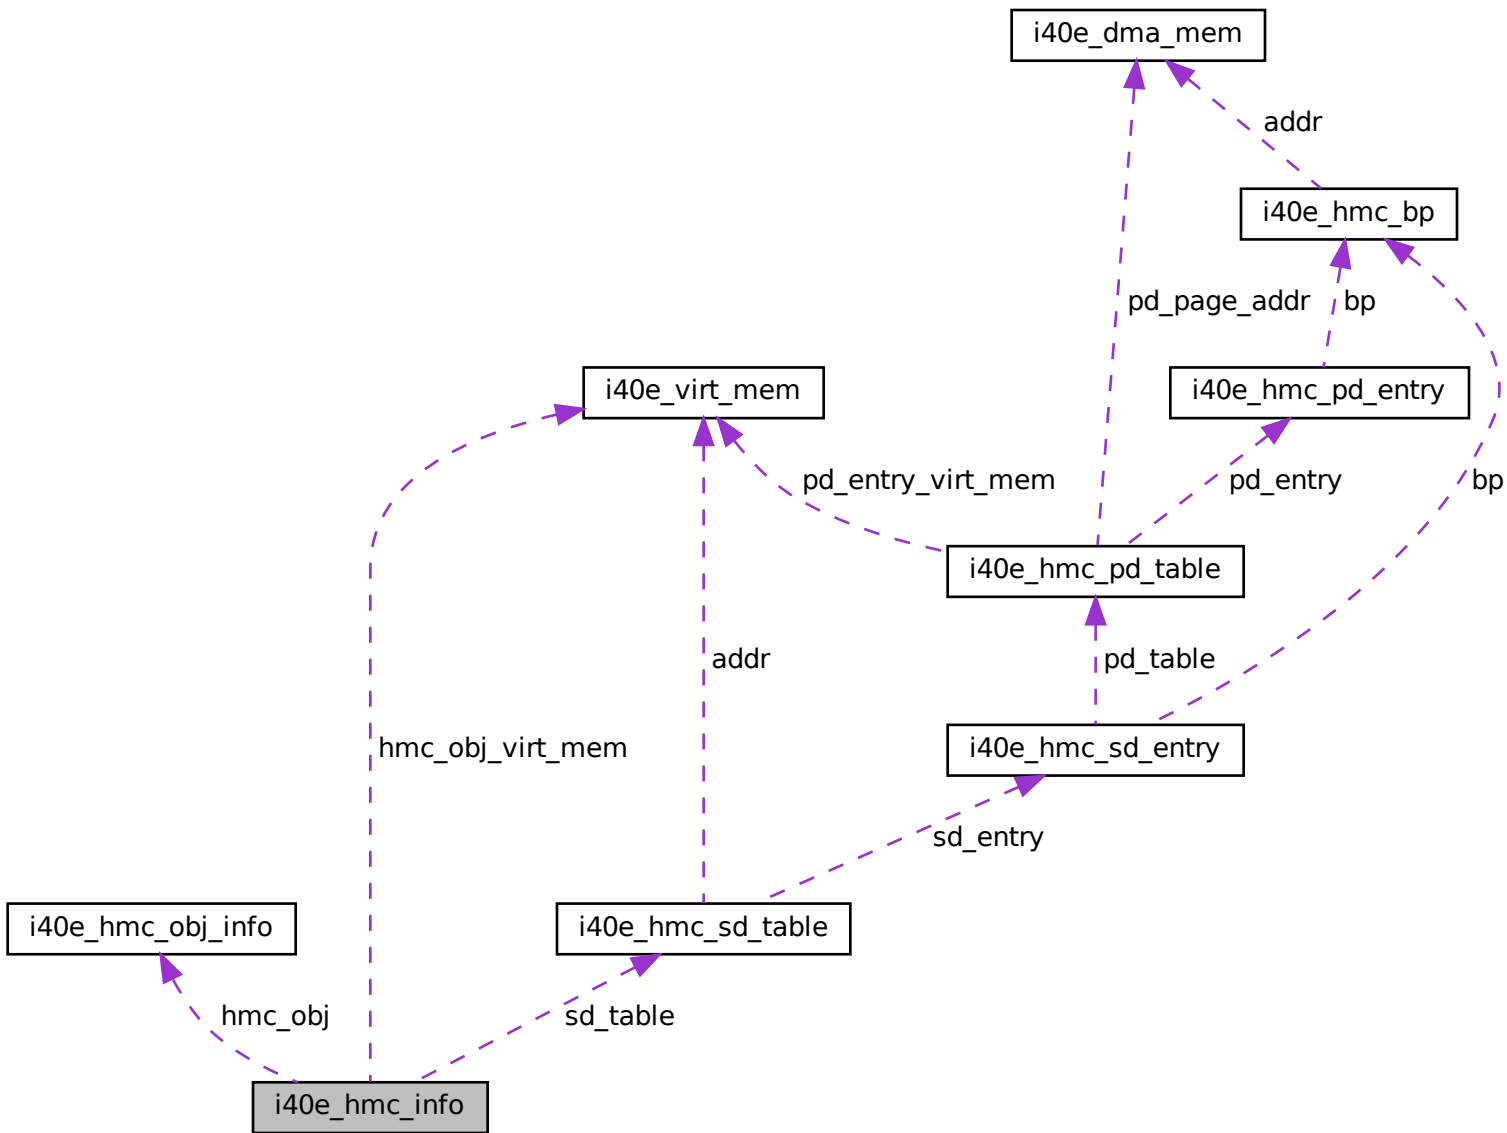 i40e_dma_mem
addr
i40e_hmc_bp
pd_page_addr
bp
i40e_virt_mem
i40e_hmc_pd_entry
pd_entry_virt_mem
pd_entry
bp
i40e_hmc_pd_table
addr
pd_table
hmc_obj_virt_mem
i40e_hmc_sd_entry
sd_entry
i40e_hmc_obj_info
i40e_hmc_sd_table
hmc_obj
sd_table
i40e_hmc_info